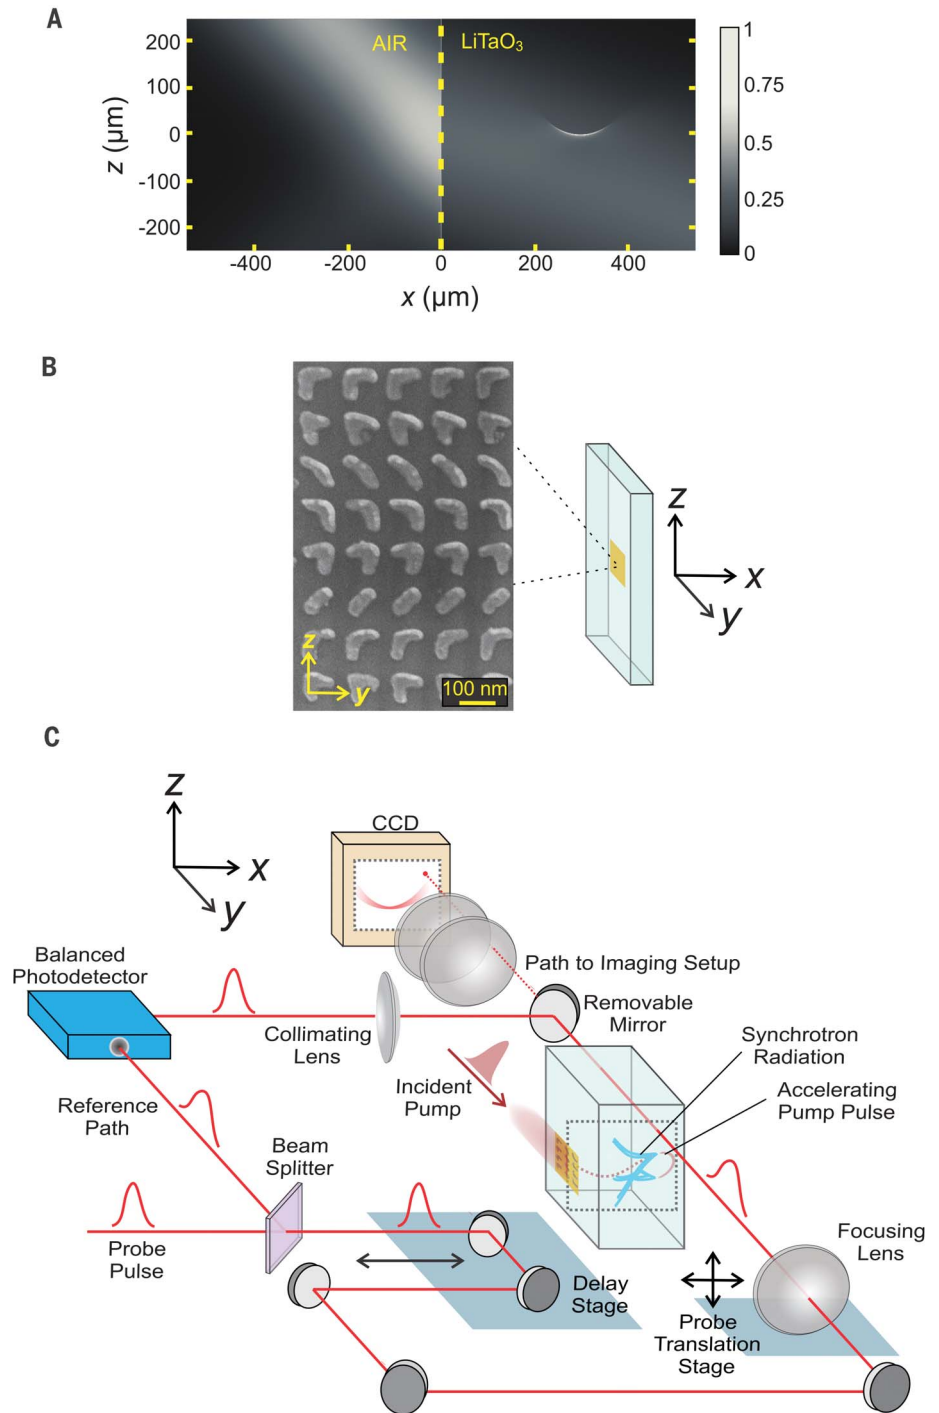 A
AIR
LiTaO₃
z (µm)
200
100
0
-100
-200
-400
-200
0
200
400
x (µm)
1
0.75
0.5
0.25
0
B
z
y
100 nm
z
x
y
C
z
x
y
CCD
Balanced
Photodetector
Path to Imaging Setup
Removable
Mirror
Collimating
Lens
Synchrotron
Radiation
Incident
Pump
Accelerating
Pump Pulse
Reference
Path
Beam
Splitter
Probe
Pulse
Delay
Stage
Focusing
Lens
Probe
Translation
Stage